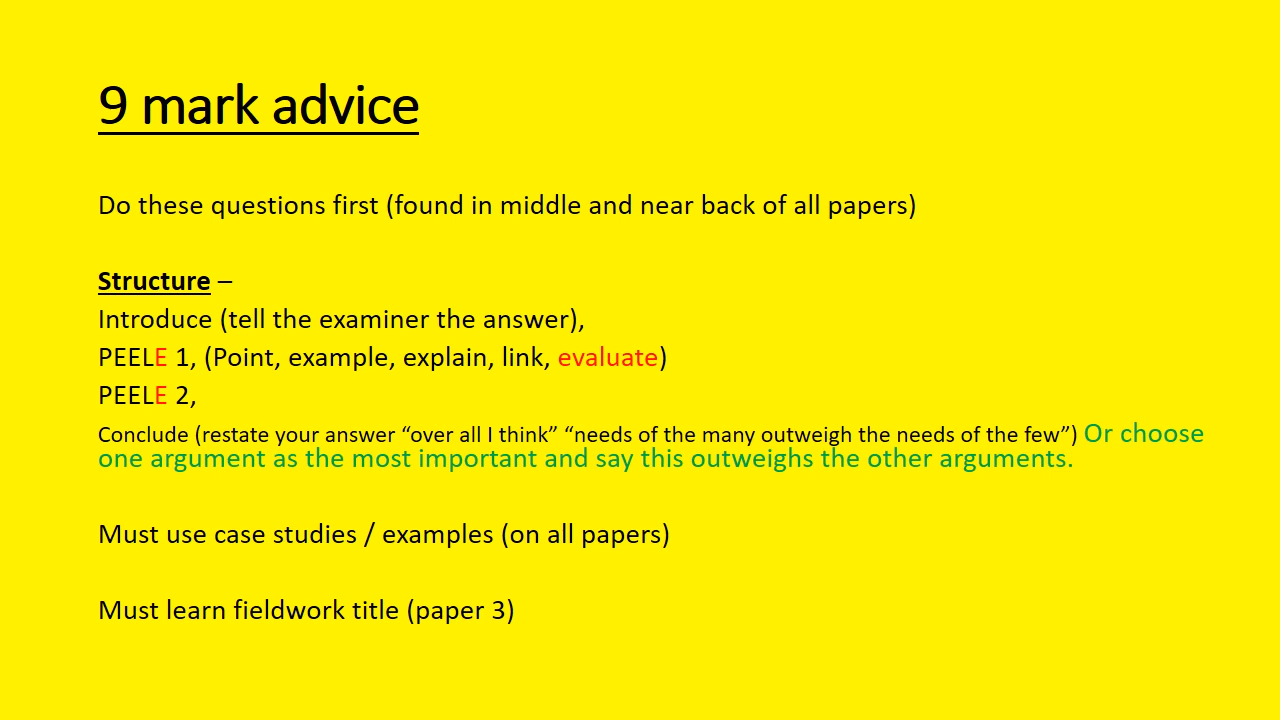 9 mark advice
Do these questions first (found in middle and near back of all papers)
Structure –
Introduce (tell the examiner the answer),
PEELE 1, (Point, example, explain, link, evaluate)
PEELE 2,
Conclude (restate your answer “over all I think” “needs of the many outweigh the needs of the few”) Or choose
one argument as the most important and say this outweighs the other arguments.
Must use case studies / examples (on all papers)
Must learn fieldwork title (paper 3)